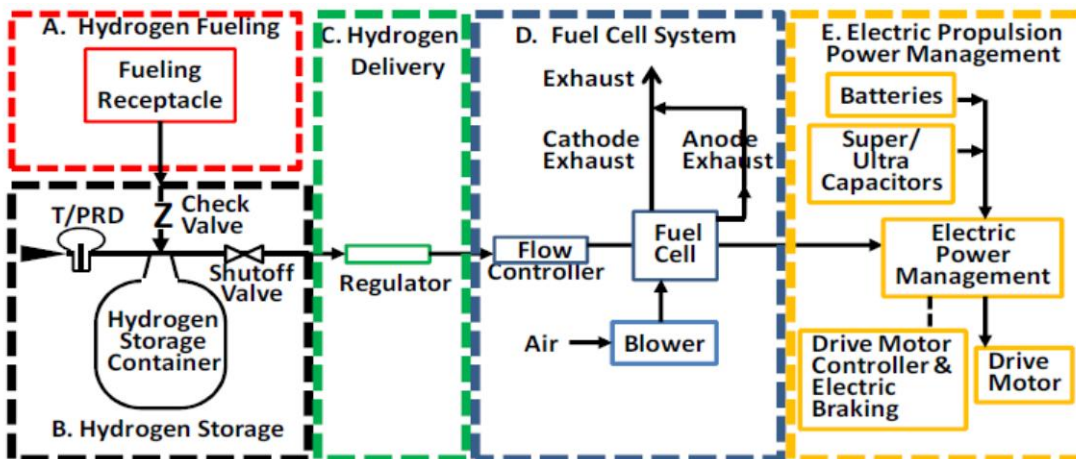 A. Hydrogen Fueling
Fueling
Receptacle
T/PRD
Z
Check
Valve
Shutoff
Valve
Hydrogen
Storage
Container
B. Hydrogen Storage
C. Hydrogen
Delivery
Regulator
D. Fuel Cell System
Exhaust
Cathode
Exhaust
Anode
Exhaust
Flow
Controller
Fuel
Cell
Air
Blower
E. Electric Propulsion
Power Management
Batteries
Super/
Ultra
Capacitors
Electric
Power
Management
Drive Motor
Controller &
Electric
Braking
Drive
Motor